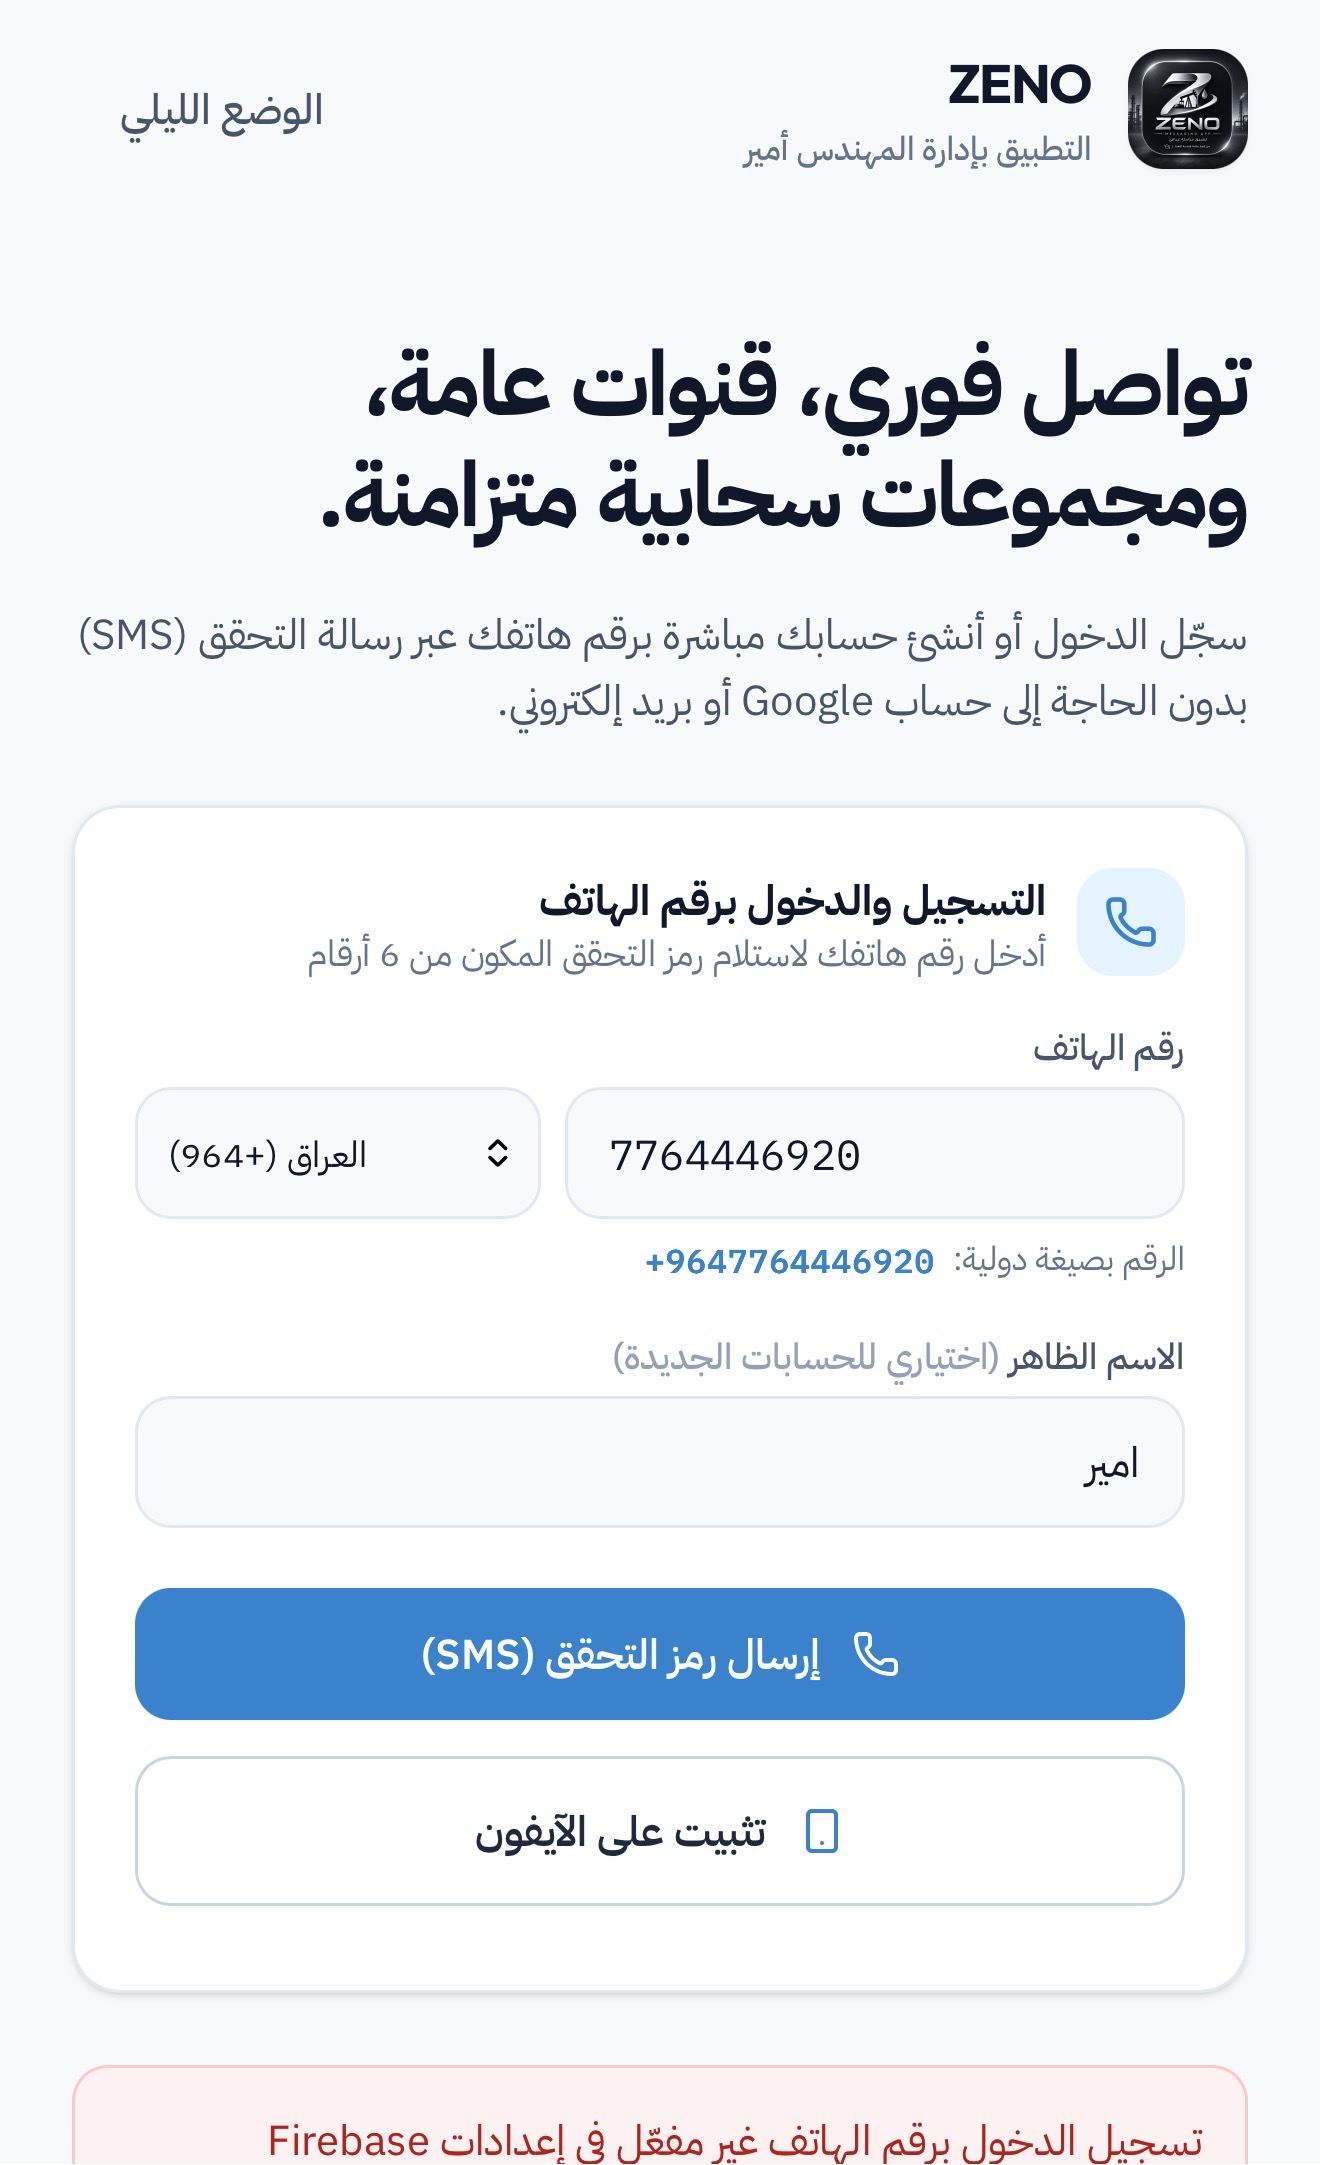 ZENO
ZENO
التطبيق بإدارة المهندس أمير
الوضع الليلي
تواصل فوري، قنوات عامة،
ومجموعات سحابية متزامنة.
سجّل الدخول أو أنشئ حسابك مباشرة برقم هاتفك عبر رسالة التحقق (SMS)
بدون الحاجة إلى حساب Google أو بريد إلكتروني.
التسجيل والدخول برقم الهاتف
أدخل رقم هاتفك لاستلام رمز التحقق المكون من 6 أرقام
رقم الهاتف
7764446920
العراق (+964)
الرقم بصيغة دولية: +9647764446920
الاسم الظاهر (اختياري للحسابات الجديدة)
امير
إرسال رمز التحقق (SMS)
تثبيت على الآيفون
تسجيل الدخول برقم الهاتف غير مفعّل في إعدادات Firebase